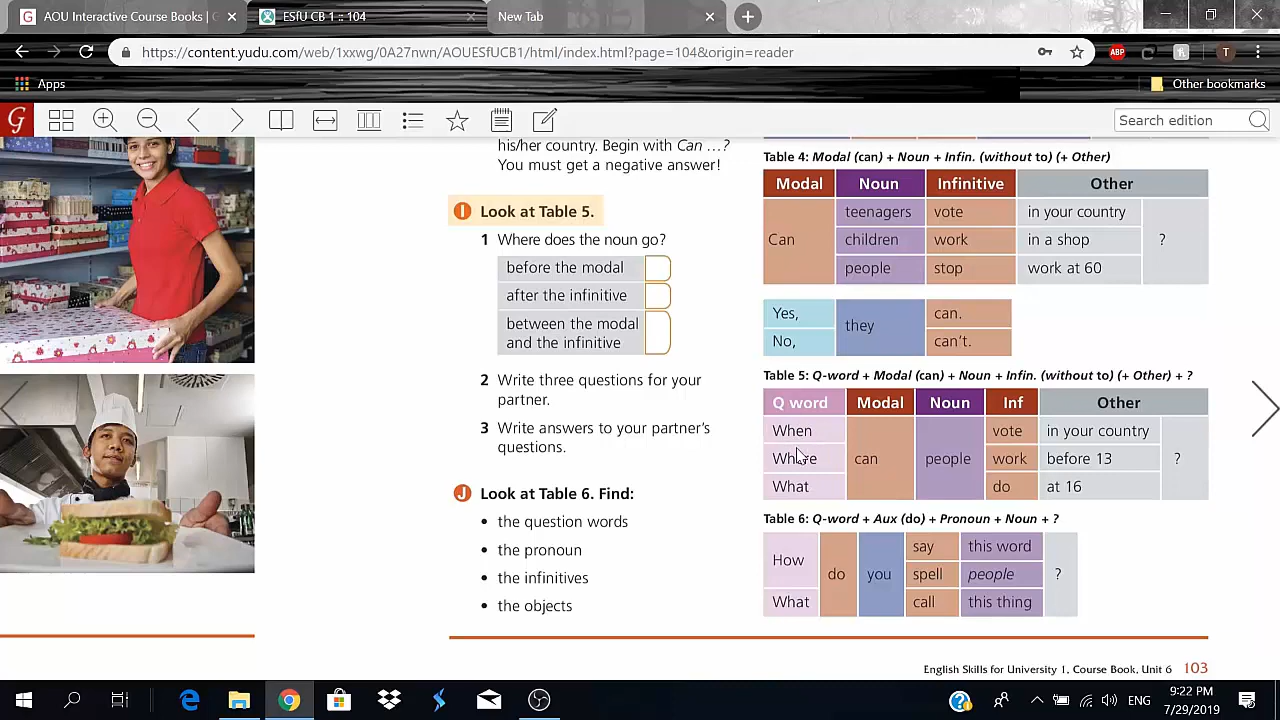 AOU Interactive Course Books |
ESfU CB 1 :: 104
New Tab
https://content.yudu.com/web/1xxwg/0A27nwn/AOUESfUCB1/html/index.html?page=104&origin=reader
ABP
T
Apps
Other bookmarks
G
Search edition
his/her country. Begin with Can …?
You must get a negative answer!
I Look at Table 5.
1 Where does the noun go?
before the modal
after the infinitive
between the modal
and the infinitive
2 Write three questions for your
partner.
3 Write answers to your partner's
questions.
J Look at Table 6. Find:
• the question words
• the pronoun
• the infinitives
• the objects
Table 4: Modal (can) + Noun + Infin. (without to) (+ Other)
Modal Noun Infinitive Other
teenagers vote in your country
Can children work in a shop ?
people stop work at 60
Yes, they can.
No, can't.
Table 5: Q-word + Modal (can) + Noun + Infin. (without to) (+ Other) + ?
Q word Modal Noun Inf Other
When vote in your country
Where can people work before 13 ?
What do at 16
Table 6: Q-word + Aux (do) + Pronoun + Noun + ?
How do you say this word ?
spell people
What call this thing
English Skills for University 1, Course Book, Unit 6 103
ENG
9:22 PM
7/29/2019